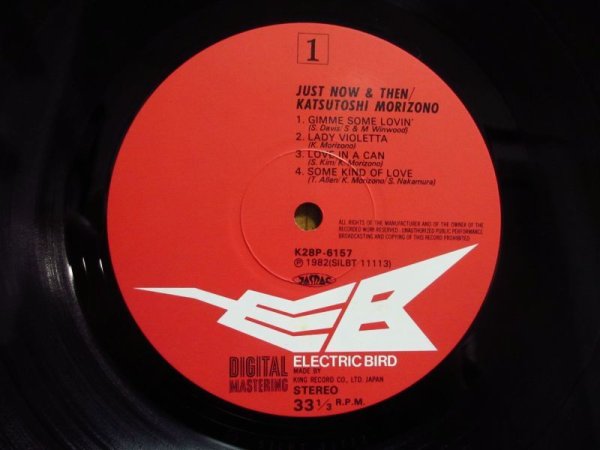 1
JUST NOW & THEN/
KATSUTOSHI MORIZONO
1. GIMME SOME LOVIN'
(S. Davis/S & M Winwood)
2. LADY VIOLETTA
(K. Morizono)
3. LOVE IN A CAN
(S. Kim/K. Morizono)
4. SOME KIND OF LOVE
(T. Allen/K. Morizono/S. Nakamura)
ALL RIGHTS OF THE MANUFACTURER AND OF THE OWNER OF THE
RECORDED WORK RESERVED · UNAUTHORIZED PUBLIC PERFORMANCE
BROADCASTING AND COPYING OF THIS RECORD PROHIBITED
K28P-6157
℗ 1982(SILBT 11113)
JASRAC
EB
DIGITAL
MASTERING
ELECTRIC BIRD
MADE BY
KING RECORD CO., LTD. JAPAN
STEREO
33 1/3 R.P.M.